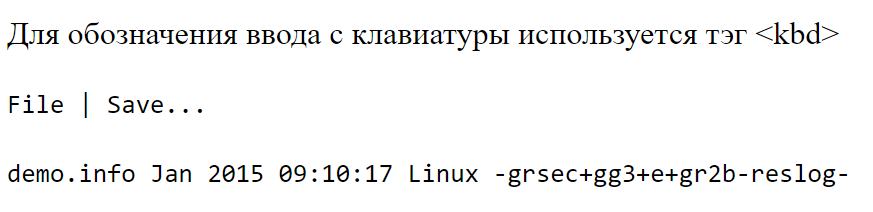 Для обозначения ввода с клавиатуры используется тэг <kbd>
File | Save...
demo.info Jan 2015 09:10:17 Linux -grsec+gg3+e+gr2b-reslog-